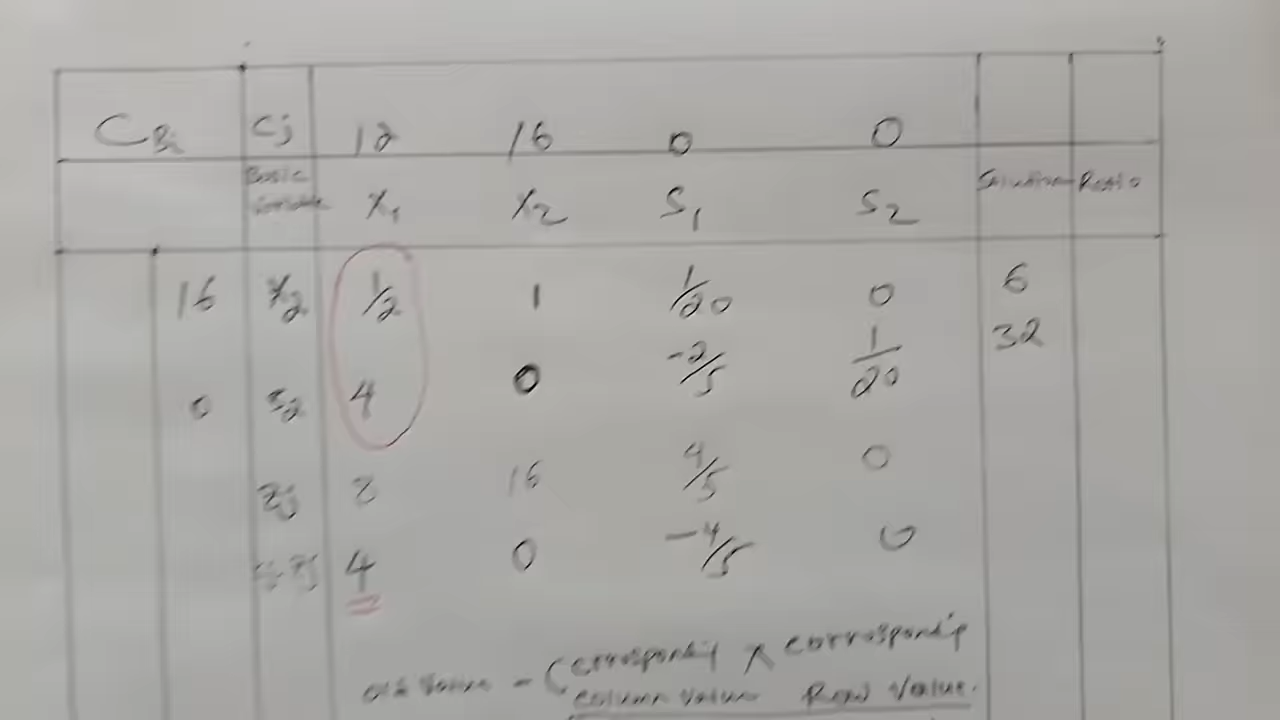 CBi Cj 12 16 0 0
Basic variable x1 x2 S1 S2 Solution Ratio
16 x2 1/2 1 1/20 0 6
0 S2 4 0 -2/5 1/20 32
Zj 8 16 4/5 0
Cj-Zj 4 0 -4/5 0
old value - (corresponding x corresponding
column value Row value.